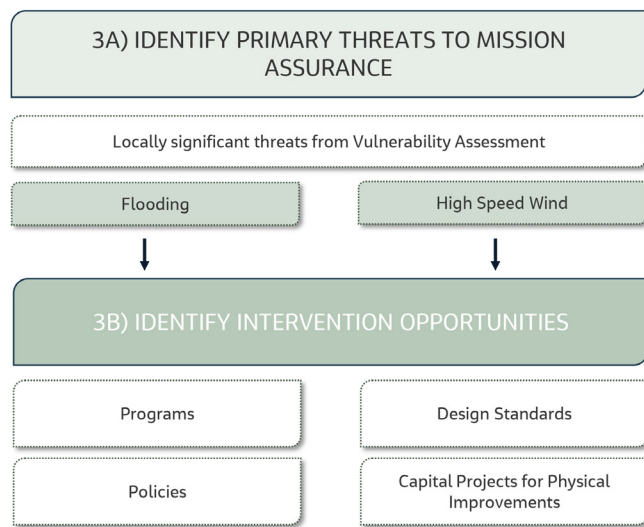 3A) IDENTIFY PRIMARY THREATS TO MISSION
ASSURANCE
Locally significant threats from Vulnerability Assessment
Flooding
High Speed Wind
3B) IDENTIFY INTERVENTION OPPORTUNITIES
Programs
Design Standards
Policies
Capital Projects for Physical
Improvements